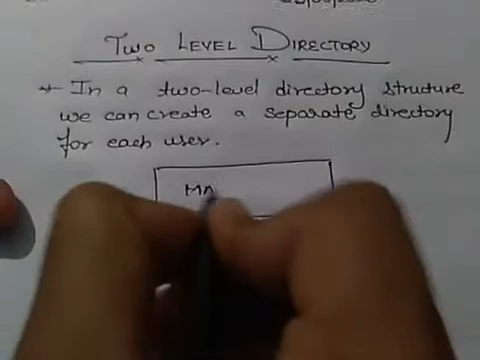 Two Level Directory
* In a two-level directory structure
we can create a separate directory
for each user.
MA